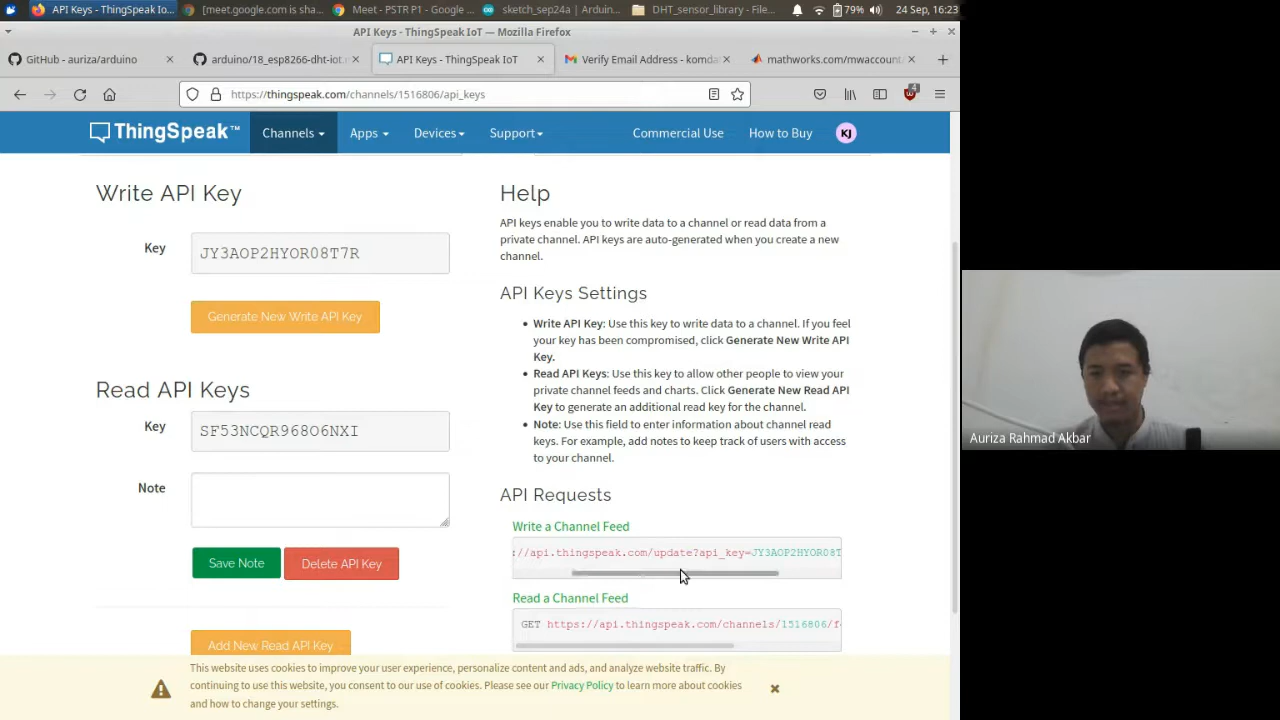 API Keys - ThingSpeak Io...
[meet.google.com is sha...
Meet - PSTR P1 - Google ...
sketch_sep24a | Arduin...
DHT_sensor_library - File...
79%
24 Sep, 16:23
API Keys - ThingSpeak IoT — Mozilla Firefox
GitHub - auriza/arduino
arduino/18_esp8266-dht-iot.r
API Keys - ThingSpeak IoT
Verify Email Address - komda
mathworks.com/mwaccount
https://thingspeak.com/channels/1516806/api_keys
4
ThingSpeak™
Channels
Apps
Devices
Support
Commercial Use
How to Buy
KJ
Write API Key
Key
JY3AOP2HYOR08T7R
Generate New Write API Key
Read API Keys
Key
SF53NCQR968O6NXI
Note
Save Note
Delete API Key
Add New Read API Key
Help
API keys enable you to write data to a channel or read data from a
private channel. API keys are auto-generated when you create a new
channel.
API Keys Settings
• Write API Key: Use this key to write data to a channel. If you feel
your key has been compromised, click Generate New Write API
Key.
• Read API Keys: Use this key to allow other people to view your
private channel feeds and charts. Click Generate New Read API
Key to generate an additional read key for the channel.
• Note: Use this field to enter information about channel read
keys. For example, add notes to keep track of users with access
to your channel.
API Requests
Write a Channel Feed
://api.thingspeak.com/update?api_key=JY3AOP2HYOR08T
Read a Channel Feed
GET https://api.thingspeak.com/channels/1516806/f
This website uses cookies to improve your user experience, personalize content and ads, and analyze website traffic. By
continuing to use this website, you consent to our use of cookies. Please see our Privacy Policy to learn more about cookies
and how to change your settings.
Auriza Rahmad Akbar